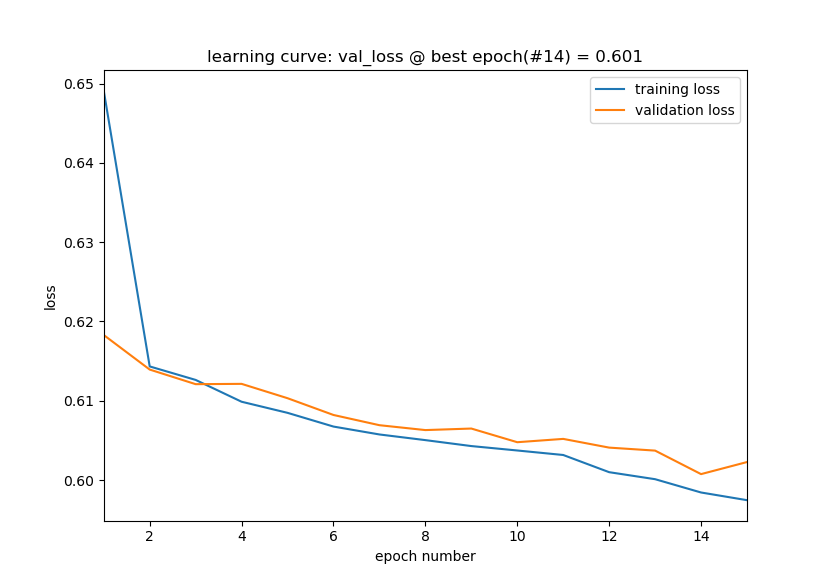 learning curve: val_loss @ best epoch(#14) = 0.601
training loss
validation loss
0.65
0.64
0.63
0.62
0.61
0.60
loss
2 4 6 8 10 12 14
epoch number